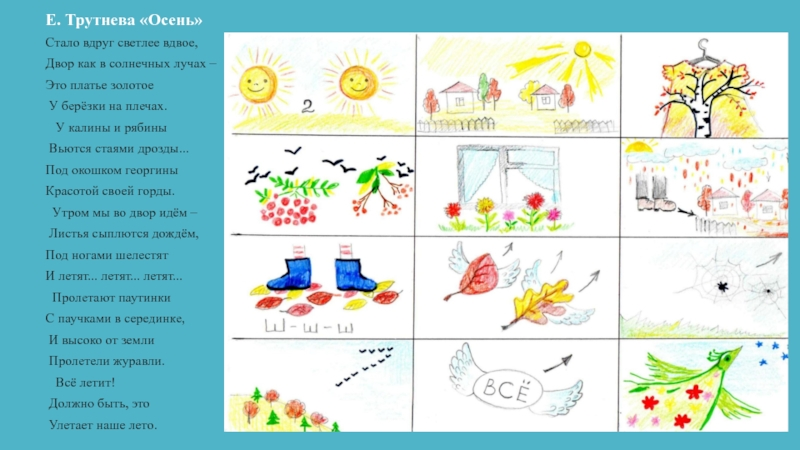 Е. Трутнева «Осень»
Стало вдруг светлее вдвое,
Двор как в солнечных лучах –
Это платье золотое
У берёзки на плечах.
У калины и рябины
Вьются стаями дрозды...
Под окошком георгины
Красотой своей горды.
Утром мы во двор идём –
Листья сыплются дождём,
Под ногами шелестят
И летят... летят... летят...
Пролетают паутинки
С паучками в серединке,
И высоко от земли
Пролетели журавли.
Всё летит!
Должно быть, это
Улетает наше лето.
2
Ш-ш-ш
ВСЁ